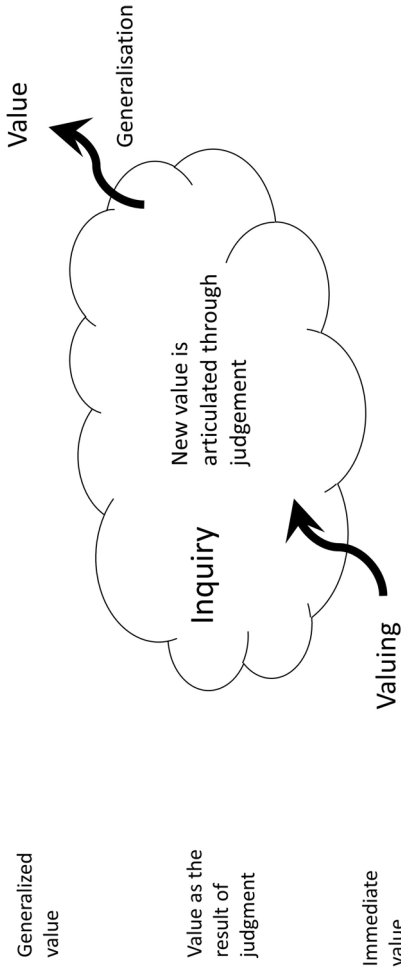 Generalized
value
Value as the
result of
judgment
Immediate
value
Value
Generalisation
Inquiry
New value is
articulated through
judgement
Valuing